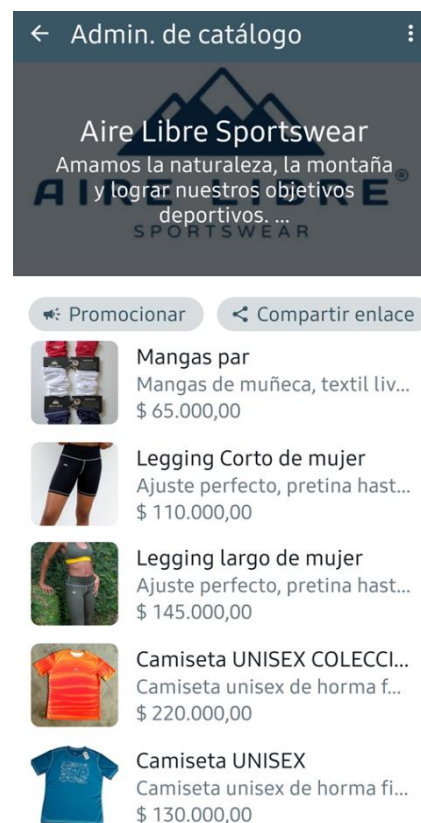 Admin. de catálogo
Aire Libre Sportswear
Amamos la naturaleza, la montaña
y lograr nuestros objetivos
deportivos. ...
AIRE LIBRE®
SPORTSWEAR
Promocionar
Compartir enlace
Mangas par
Mangas de muñeca, textil liv...
$ 65.000,00
Legging Corto de mujer
Ajuste perfecto, pretina hast...
$ 110.000,00
Legging largo de mujer
Ajuste perfecto, pretina hast...
$ 145.000,00
Camiseta UNISEX COLECCI...
Camiseta unisex de horma f...
$ 220.000,00
Camiseta UNISEX
Camiseta unisex de horma fi...
$ 130.000,00